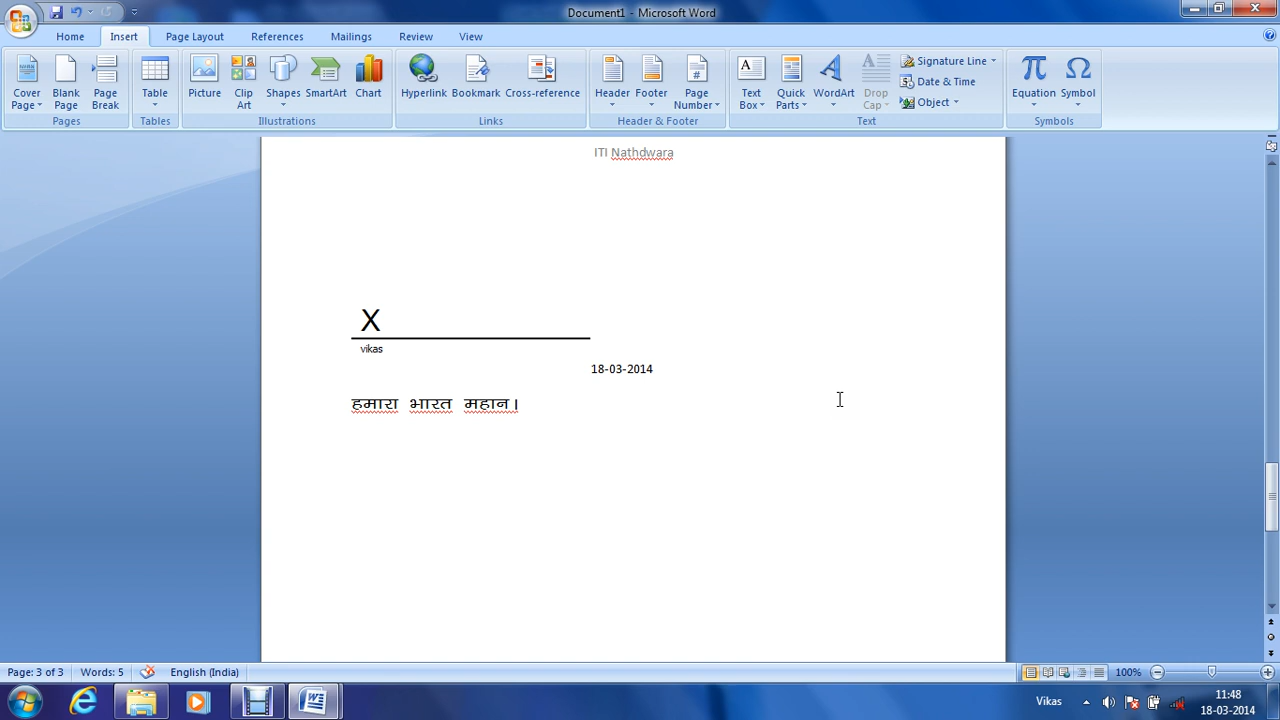 Document1 - Microsoft Word
Home Insert Page Layout References Mailings Review View
Cover Page Blank Page Page Break Table Picture Clip Art Shapes SmartArt Chart Hyperlink Bookmark Cross-reference Header Footer Page Number Text Box Quick Parts WordArt Drop Cap Signature Line Date & Time Object Equation Symbol
Pages Tables Illustrations Links Header & Footer Text Symbols
ITI Nathdwara
X
vikas
18-03-2014
हमारा भारत महान।
Page: 3 of 3 Words: 5 English (India) 100%
Vikas 11:48
18-03-2014